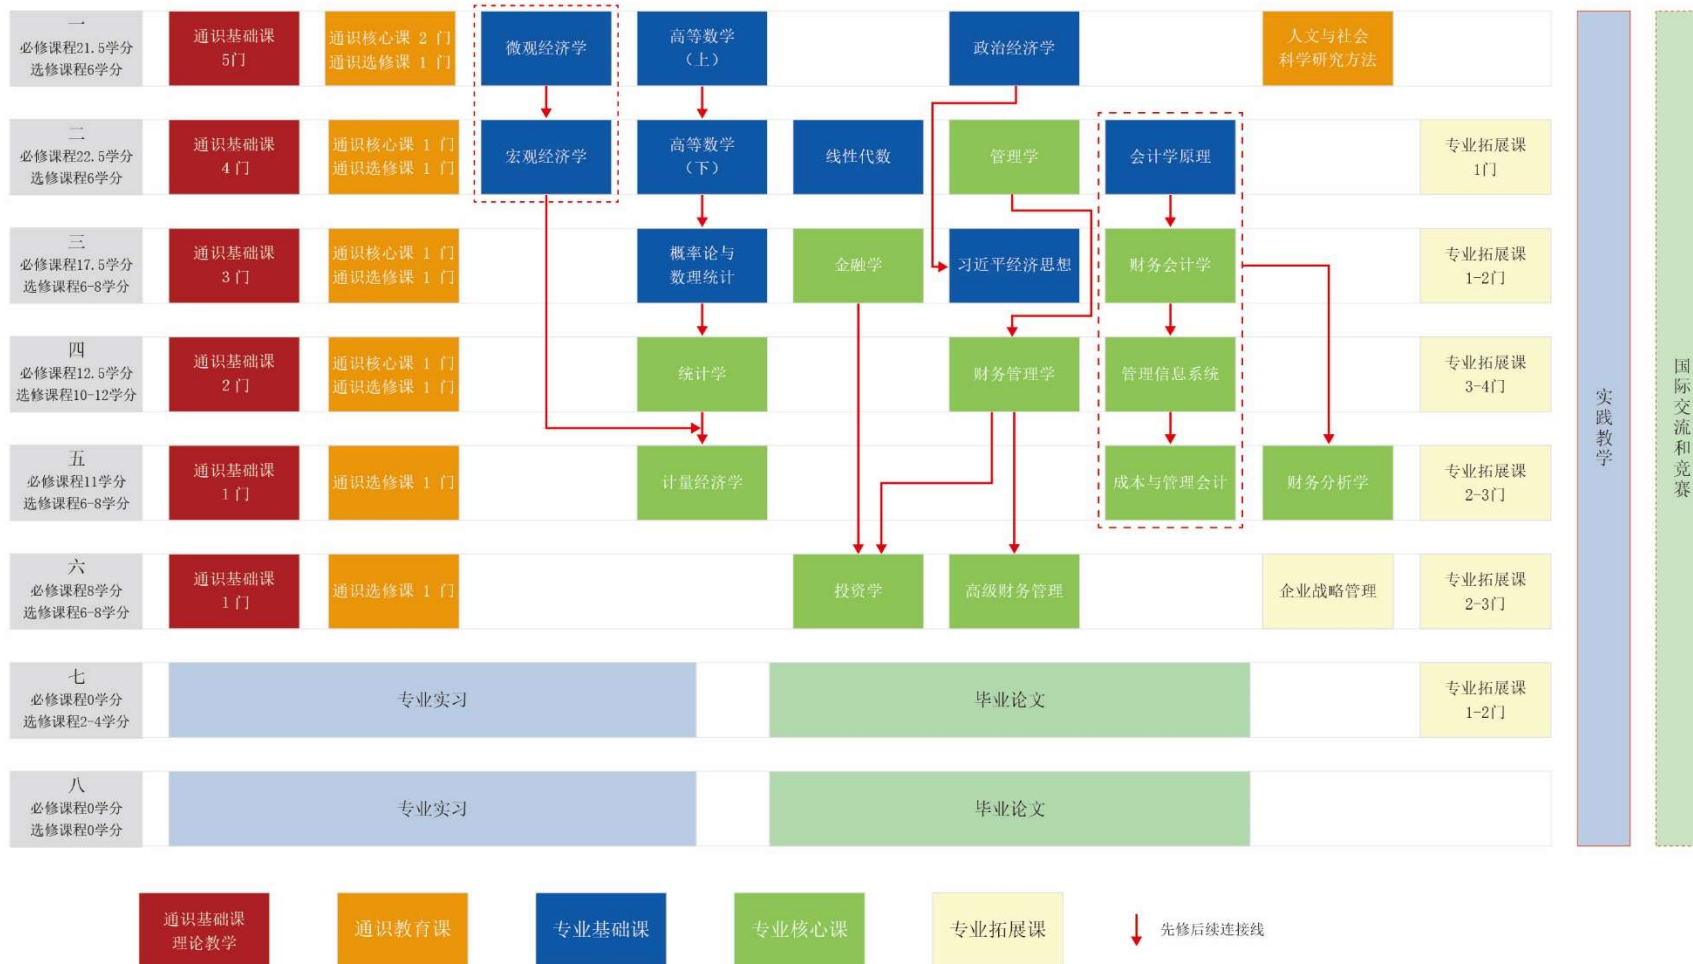 一
必修课程21.5学分
选修课程6学分
通识基础课
5门
通识核心课 2 门
通识选修课 1 门
微观经济学
高等数学
（上）
政治经济学
人文与社会
科学研究方法
二
必修课程22.5学分
选修课程6学分
通识基础课
4 门
通识核心课 1 门
通识选修课 1 门
宏观经济学
高等数学
（下）
线性代数
管理学
会计学原理
专业拓展课
1门
三
必修课程17.5学分
选修课程6-8学分
通识基础课
3 门
通识核心课 1 门
通识选修课 1 门
概率论与
数理统计
金融学
习近平经济思想
财务会计学
专业拓展课
1-2门
四
必修课程12.5学分
选修课程10-12学分
通识基础课
2 门
通识核心课 1 门
通识选修课 1 门
统计学
财务管理学
管理信息系统
专业拓展课
3-4门
五
必修课程11学分
选修课程6-8学分
通识基础课
1 门
通识选修课 1 门
计量经济学
成本与管理会计
财务分析学
专业拓展课
2-3门
六
必修课程8学分
选修课程6-8学分
通识基础课
1 门
通识选修课 1 门
投资学
高级财务管理
企业战略管理
专业拓展课
2-3门
七
必修课程0学分
选修课程2-4学分
专业实习
毕业论文
专业拓展课
1-2门
八
必修课程0学分
选修课程0学分
专业实习
毕业论文
实践教学
国际交流和竞赛
通识基础课
理论教学
通识教育课
专业基础课
专业核心课
专业拓展课
先修后续连接线